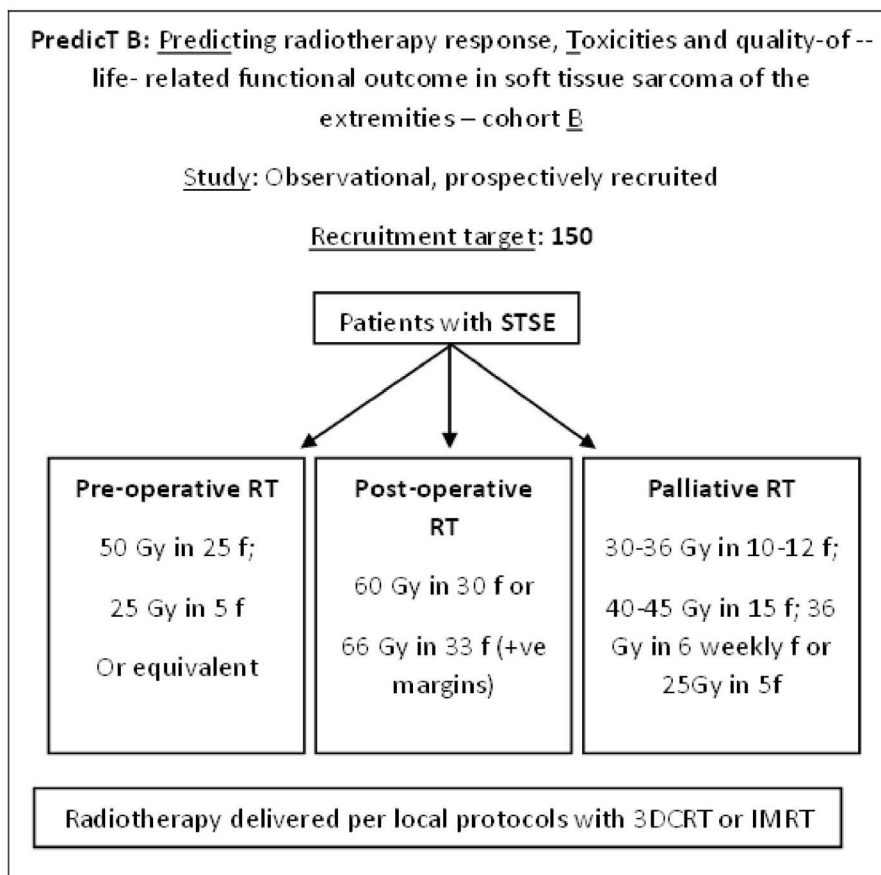 PredicT B: Predicting radiotherapy response, Toxicities and quality-of --
life- related functional outcome in soft tissue sarcoma of the
extremities – cohort B
Study: Observational, prospectively recruited
Recruitment target: 150
Patients with STSE
Pre-operative RT
50 Gy in 25 f;
25 Gy in 5 f
Or equivalent
Post-operative
RT
60 Gy in 30 f or
66 Gy in 33 f (+ve
margins)
Palliative RT
30-36 Gy in 10-12 f;
40-45 Gy in 15 f; 36
Gy in 6 weekly f or
25Gy in 5f
Radiotherapy delivered per local protocols with 3DCRT or IMRT